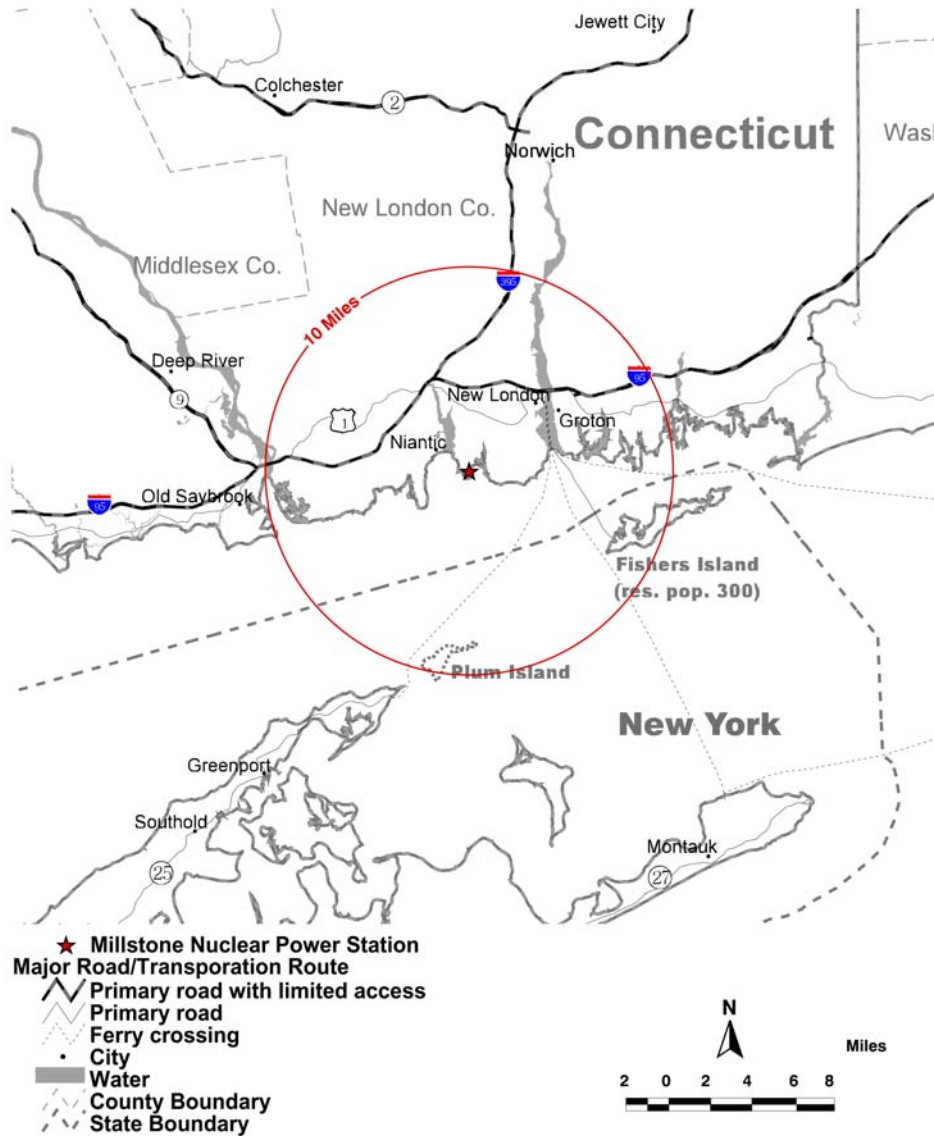 Jewett City
Colchester
2
Connecticut
Wash
Norwich
New London Co.
Middlesex Co.
395
10 Miles
Deep River
95
9
New London
1
Groton
Niantic
Old Saybrook
95
Fishers Island
(res. pop. 300)
Plum Island
New York
Greenport
Southold
Montauk
25
27
Millstone Nuclear Power Station
Major Road/Transporation Route
Primary road with limited access
Primary road
N
Ferry crossing
City
Miles
Water
2 0 2 4 6 8
County Boundary
State Boundary